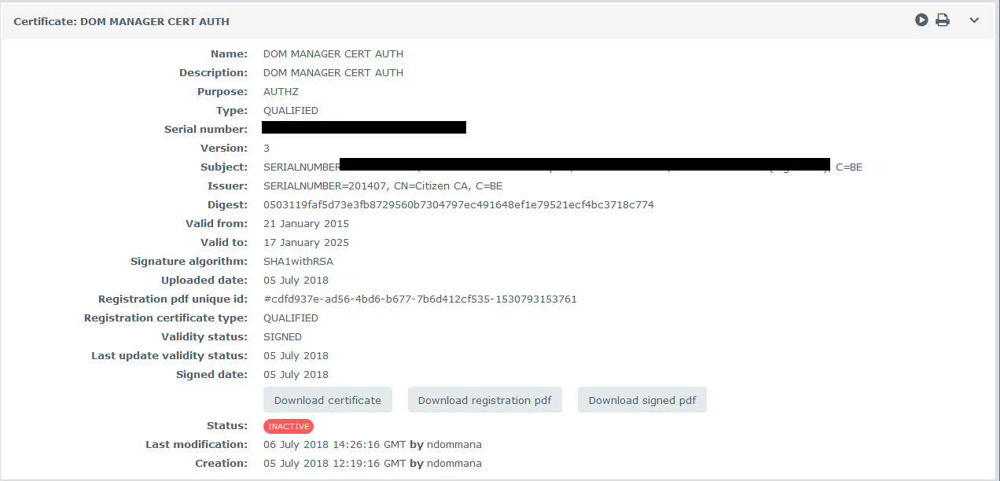 Certificate: DOM MANAGER CERT AUTH
Name: DOM MANAGER CERT AUTH
Description: DOM MANAGER CERT AUTH
Purpose: AUTHZ
Type: QUALIFIED
Serial number:
Version: 3
Subject: SERIALNUMBER , C=BE
Issuer: SERIALNUMBER=201407, CN=Citizen CA, C=BE
Digest: 0503119faf5d73e3fb8729560b7304797ec491648ef1e79521ecf4bc3718c774
Valid from: 21 January 2015
Valid to: 17 January 2025
Signature algorithm: SHA1withRSA
Uploaded date: 05 July 2018
Registration pdf unique id: #cdfd937e-ad56-4bd6-b677-7b6d412cf535-1530793153761
Registration certificate type: QUALIFIED
Validity status: SIGNED
Last update validity status: 05 July 2018
Signed date: 05 July 2018
Download certificate Download registration pdf Download signed pdf
Status: INACTIVE
Last modification: 06 July 2018 14:26:16 GMT by ndommana
Creation: 05 July 2018 12:19:16 GMT by ndommana